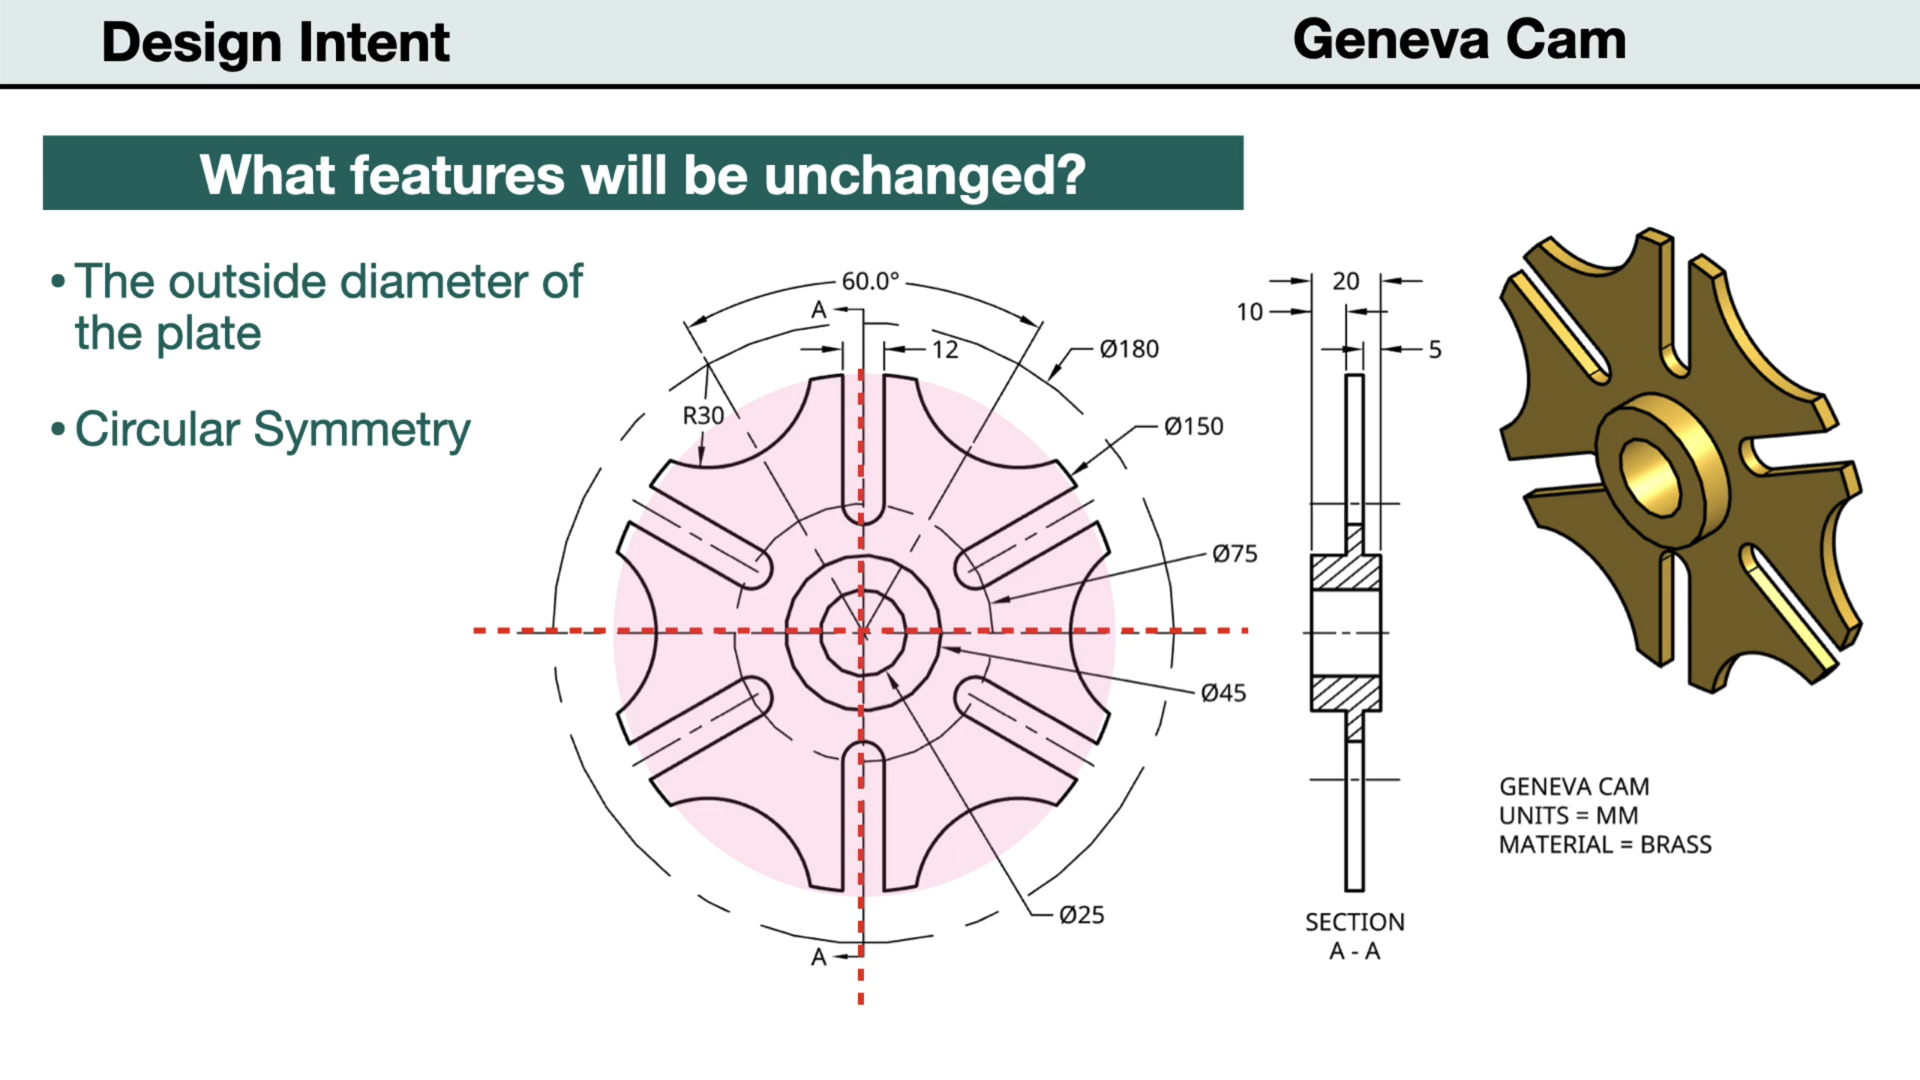 Design Intent
Geneva Cam
What features will be unchanged?
• The outside diameter of
the plate
• Circular Symmetry
60.0°
A
12
Ø180
R30
Ø150
Ø75
Ø45
Ø25
A
20
10
5
SECTION
A - A
GENEVA CAM
UNITS = MM
MATERIAL = BRASS